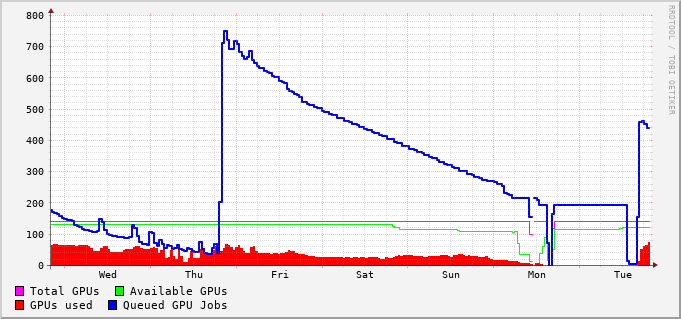 800
700
600
500
400
300
200
100
0
Wed Thu Fri Sat Sun Mon Tue
Total GPUs Available GPUs
GPUs used Queued GPU Jobs
RRDTOOL / TOBI OETIKER